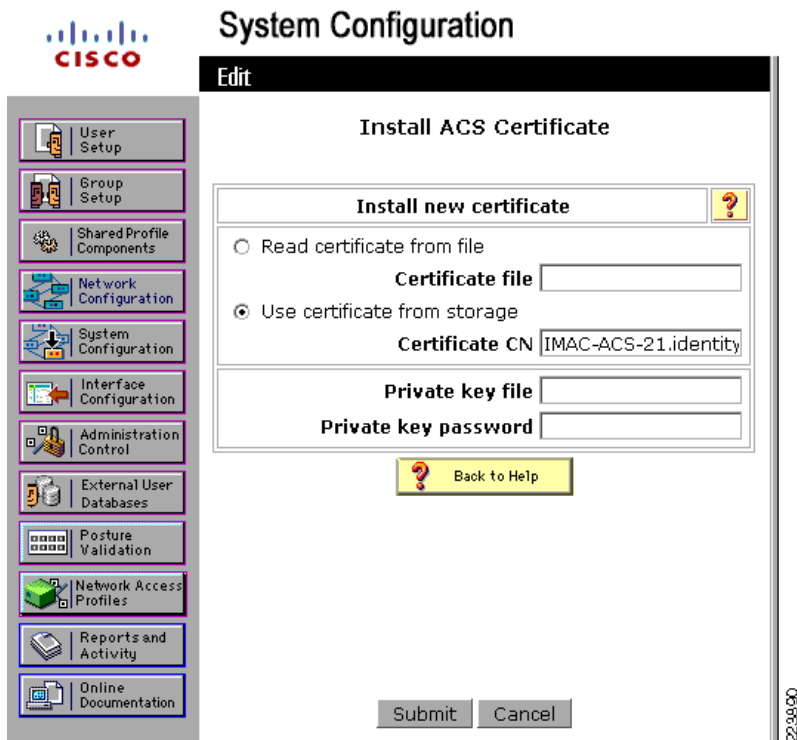 CISCO
System Configuration
Edit
User
Setup
Group
Setup
Shared Profile
Components
Network
Configuration
System
Configuration
Interface
Configuration
Administration
Control
External User
Databases
Posture
Validation
Network Access
Profiles
Reports and
Activity
Online
Documentation
Install ACS Certificate
Install new certificate
?
Read certificate from file
Certificate file
Use certificate from storage
Certificate CN IMAC-ACS-21.identity
Private key file
Private key password
? Back to Help
Submit Cancel
223890